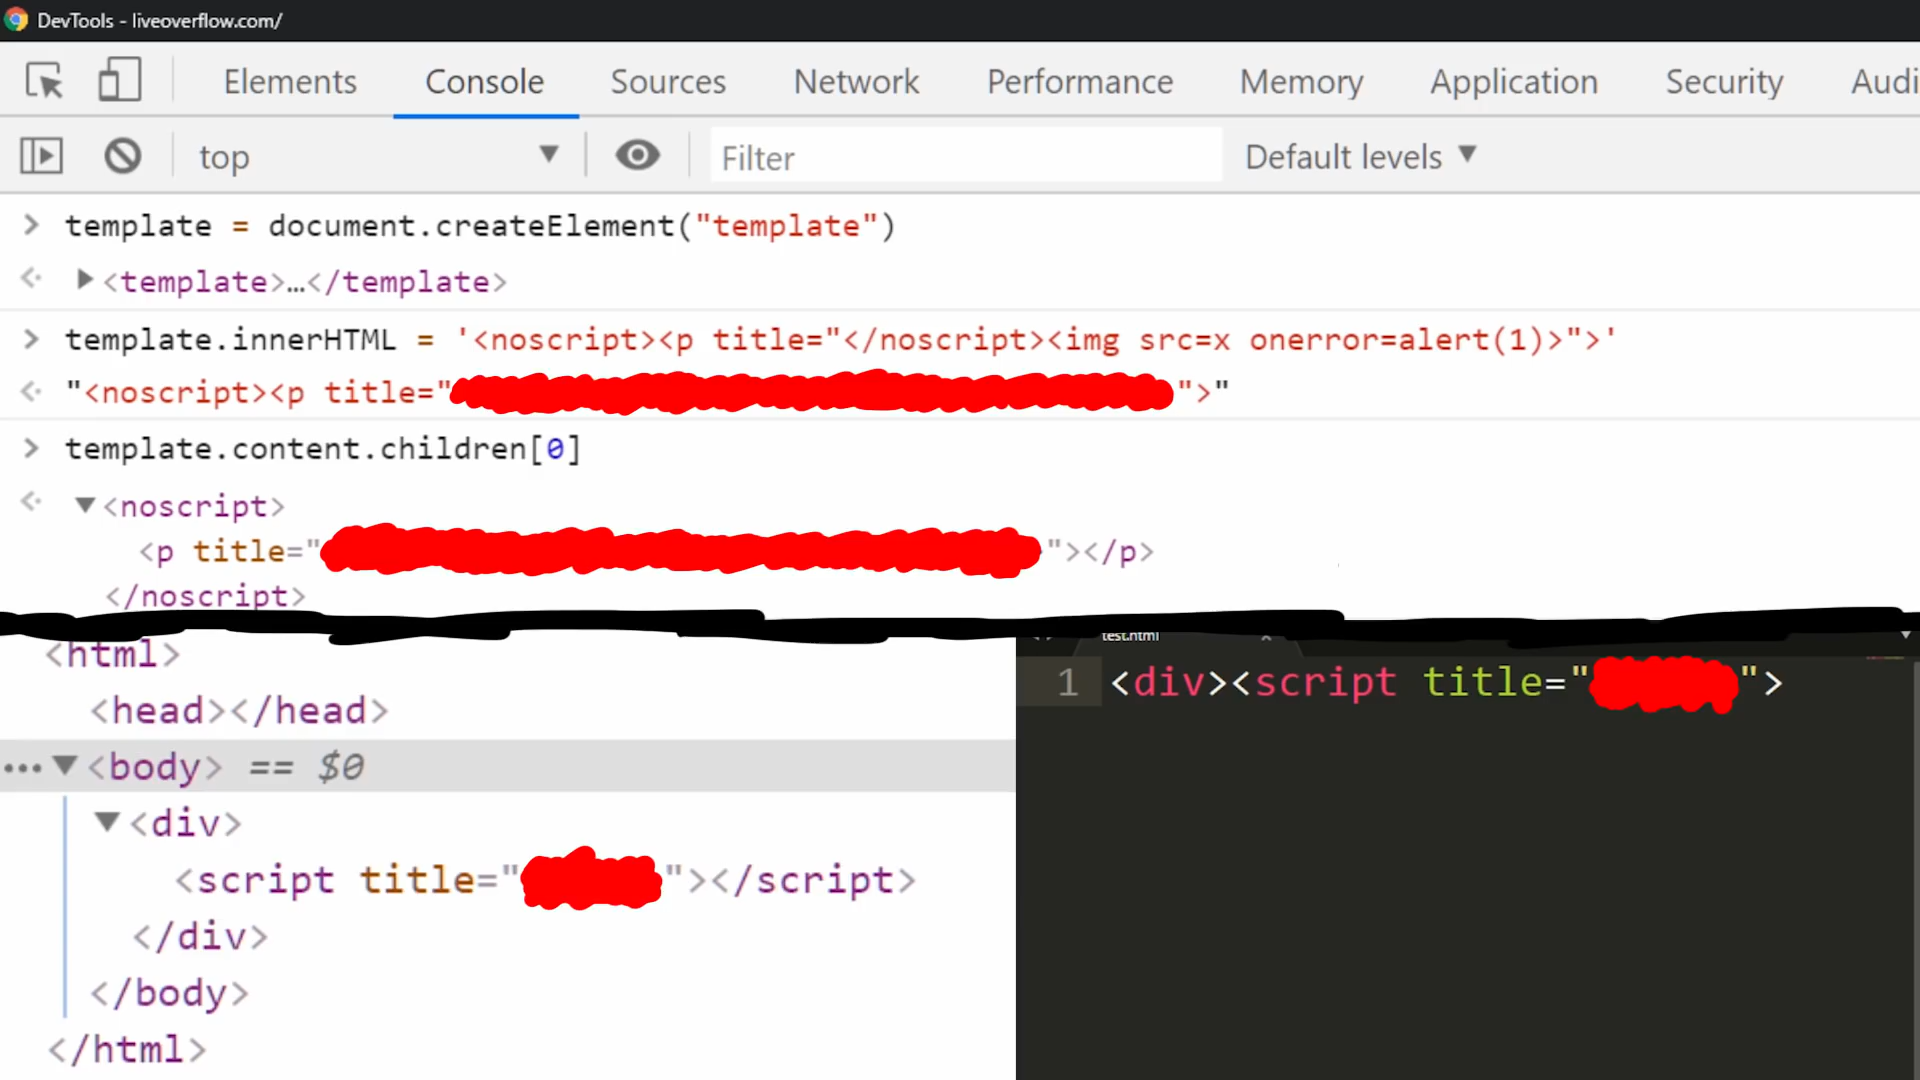 DevTools - liveoverflow.com/
Elements Console Sources Network Performance Memory Application Security Audi
top Filter Default levels
template = document.createElement("template")
<template>…</template>
template.innerHTML = '<noscript><p title="</noscript><img src=x onerror=alert(1)>">'
"<noscript><p title=" ">"
template.content.children[0]
<noscript>
<p title=" "></p>
</noscript>
<html>
<head></head>
<body> == $0
<div>
<script title=" "></script>
</div>
</body>
</html>
test.html
1 <div><script title=" ">